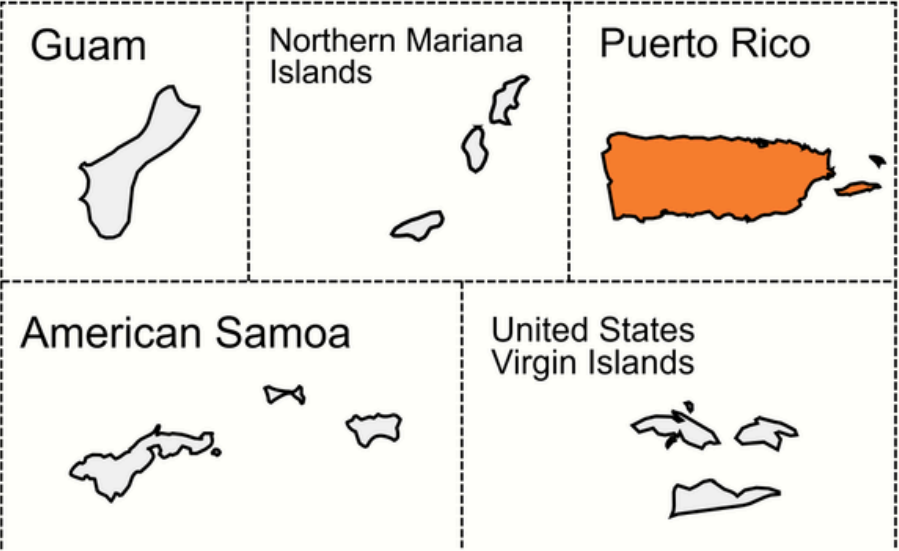 Guam
Northern Mariana
Islands
Puerto Rico
American Samoa
United States
Virgin Islands